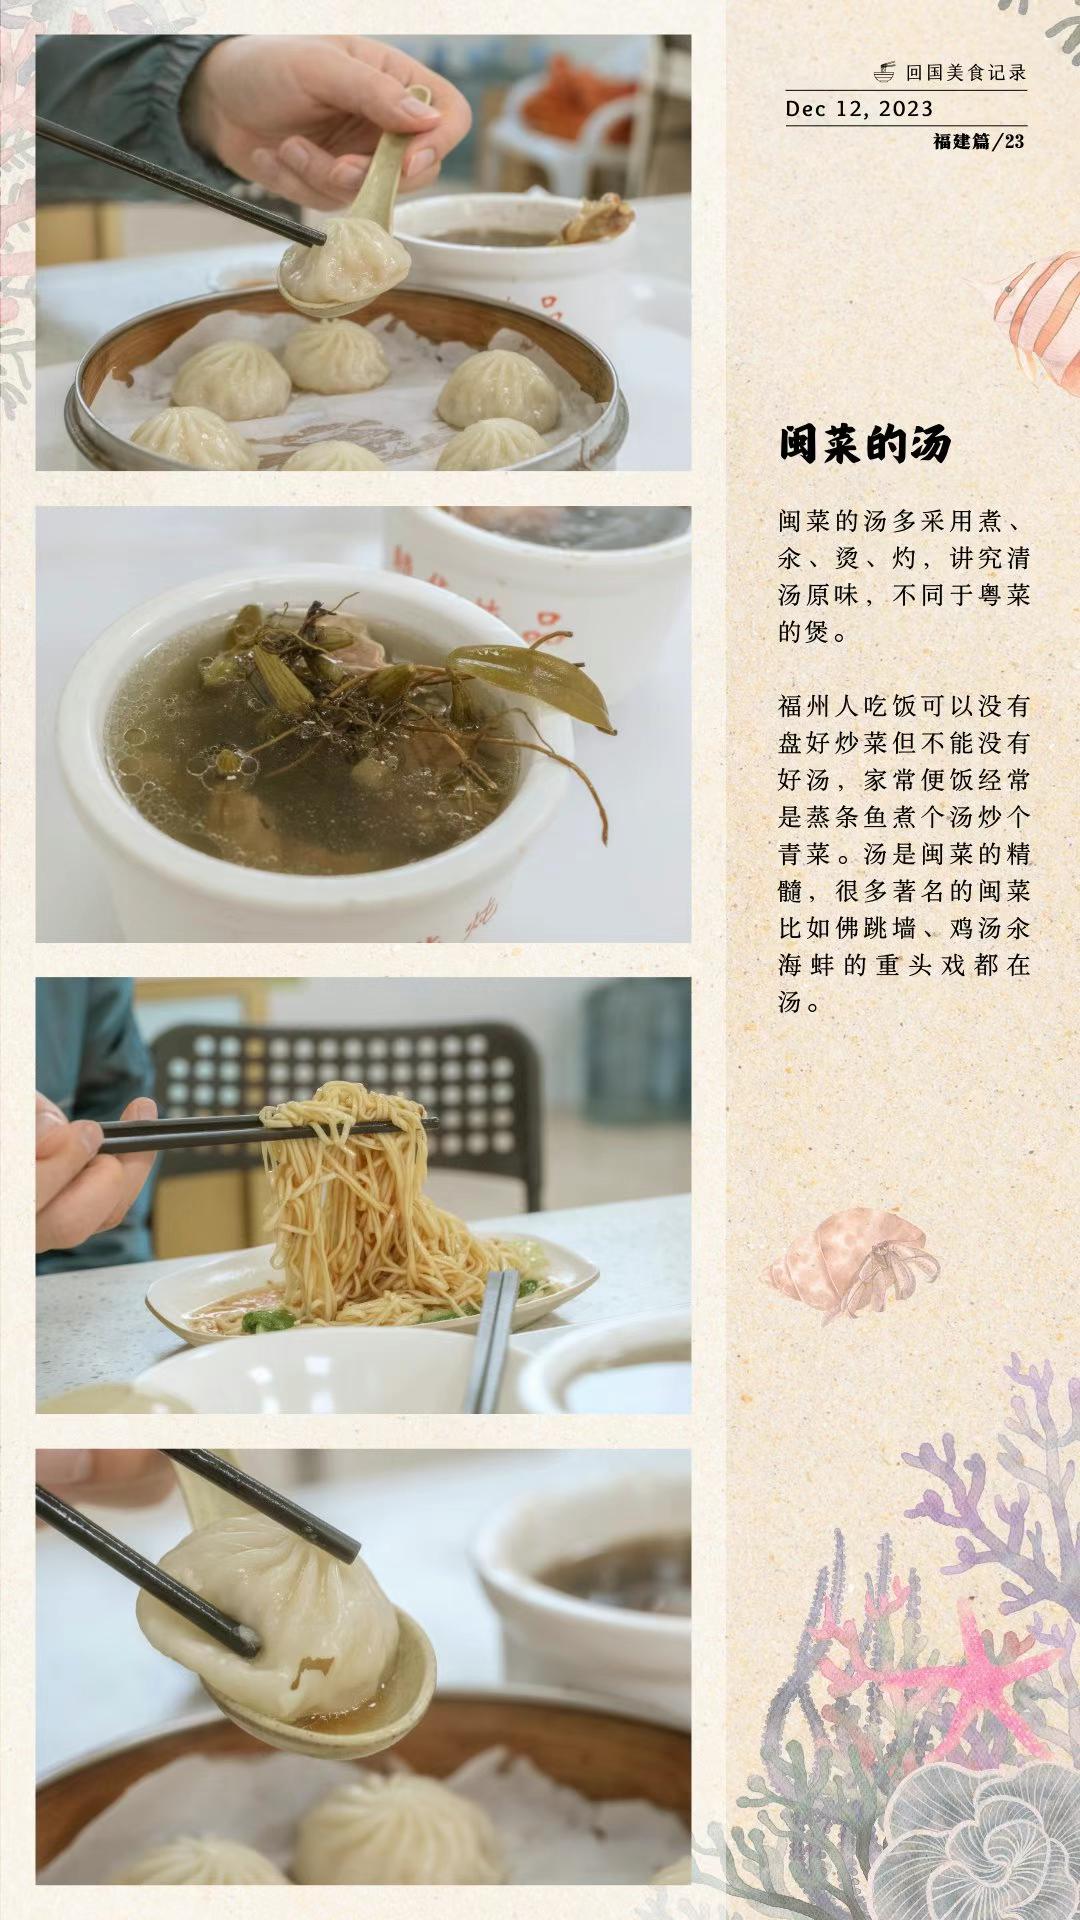 回国美食记录
Dec 12, 2023
福建篇/23
闽菜的汤
闽菜的汤多采用煮、
汆、烫、灼，讲究清
汤原味，不同于粤菜
的煲。
福州人吃饭可以没有
盘好炒菜但不能没有
好汤，家常便饭经常
是蒸条鱼煮个汤炒个
青菜。汤是闽菜的精
髓，很多著名的闽菜
比如佛跳墙、鸡汤汆
海蚌的重头戏都在
汤。
品